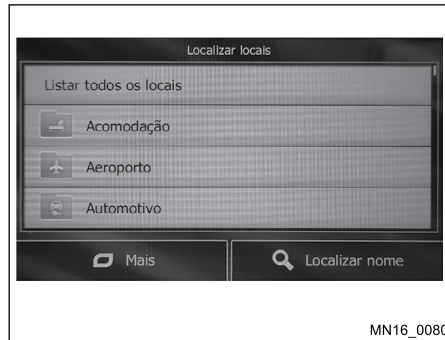 Localizar locais
Listar todos os locais
Acomodação
Aeroporto
Automotivo
Mais
Localizar nome
MN16_0080